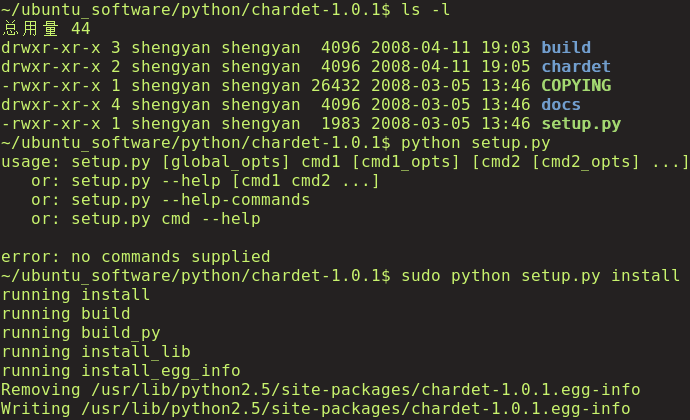 ~/ubuntu_software/python/chardet-1.0.1$ ls -l
总用量 44
drwxr-xr-x 3 shengyan shengyan  4096 2008-04-11 19:03 build
drwxr-xr-x 2 shengyan shengyan  4096 2008-04-11 19:05 chardet
-rwxr-xr-x 1 shengyan shengyan 26432 2008-03-05 13:46 COPYING
drwxr-xr-x 4 shengyan shengyan  4096 2008-03-05 13:46 docs
-rwxr-xr-x 1 shengyan shengyan  1983 2008-03-05 13:46 setup.py
~/ubuntu_software/python/chardet-1.0.1$ python setup.py
usage: setup.py [global_opts] cmd1 [cmd1_opts] [cmd2 [cmd2_opts] ...]
   or: setup.py --help [cmd1 cmd2 ...]
   or: setup.py --help-commands
   or: setup.py cmd --help

error: no commands supplied
~/ubuntu_software/python/chardet-1.0.1$ sudo python setup.py install
running install
running build
running build_py
running install_lib
running install_egg_info
Removing /usr/lib/python2.5/site-packages/chardet-1.0.1.egg-info
Writing /usr/lib/python2.5/site-packages/chardet-1.0.1.egg-info